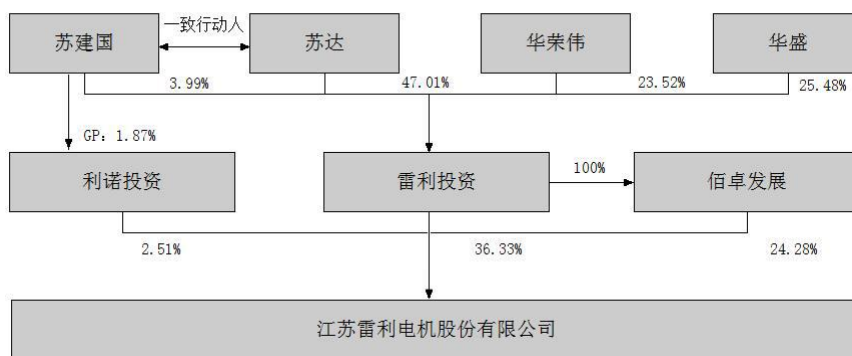 一致行动人
苏建国
苏达
华荣伟
华盛
3.99%
47.01%
23.52%
25.48%
GP: 1.87%
利诺投资
雷利投资
100%
佰卓发展
2.51%
36.33%
24.28%
江苏雷利电机股份有限公司